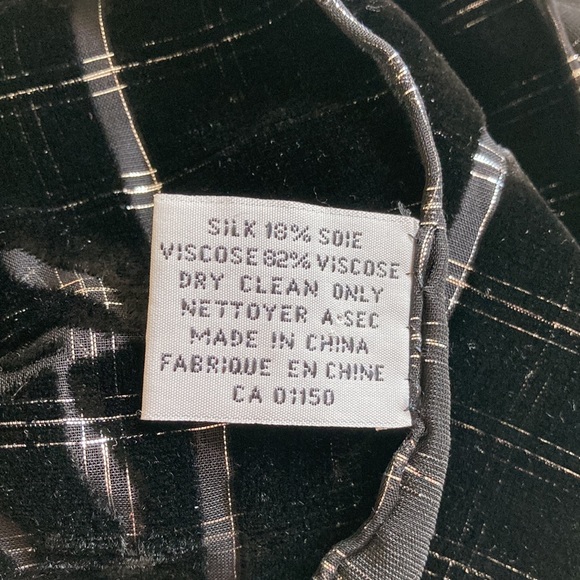 SILK 18% SOIE
VISCOSE 82% VISCOSE
DRY CLEAN ONLY
NETTOYER A-SEC
MADE IN CHINA
FABRIQUE EN CHINE
CA 01150